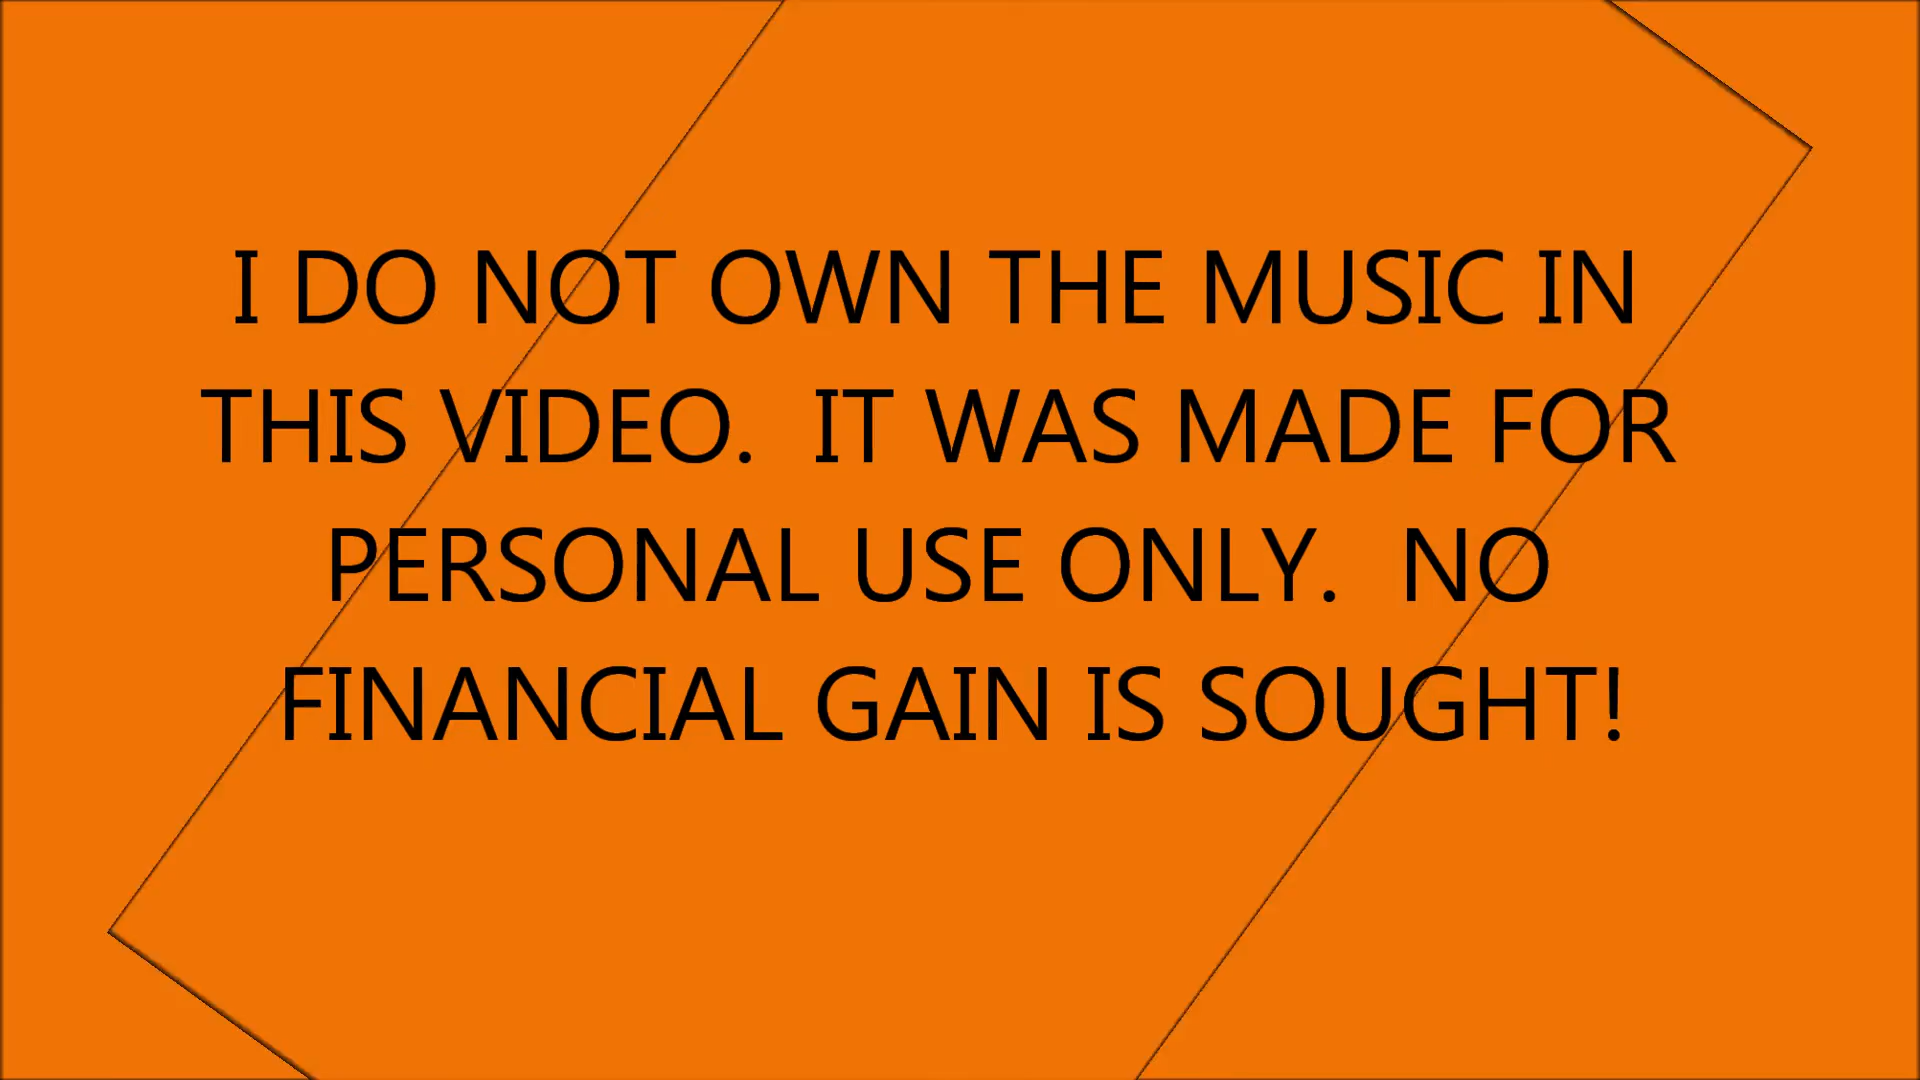 I DO NOT OWN THE MUSIC IN
THIS VIDEO.  IT WAS MADE FOR
PERSONAL USE ONLY.  NO
FINANCIAL GAIN IS SOUGHT!